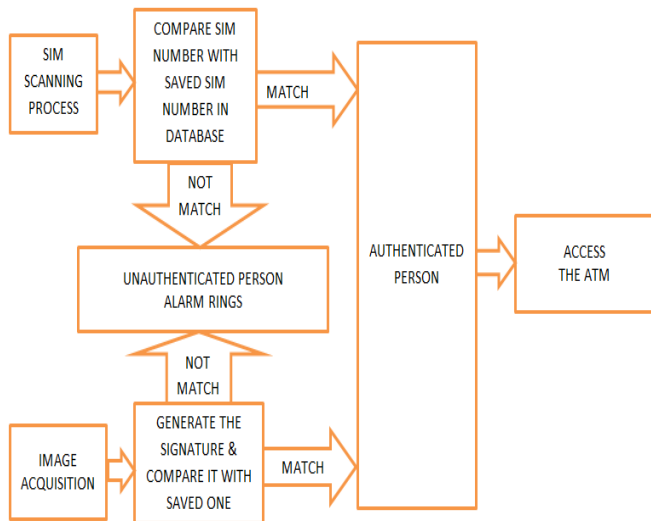 SIM
SCANNING
PROCESS
COMPARE SIM
NUMBER WITH
SAVED SIM
NUMBER IN
DATABASE
MATCH
NOT
MATCH
UNAUTHENTICATED PERSON
ALARM RINGS
AUTHENTICATED
PERSON
ACCESS
THE ATM
NOT
MATCH
IMAGE
ACQUISITION
GENERATE THE
SIGNATURE &
COMPARE IT WITH
SAVED ONE
MATCH